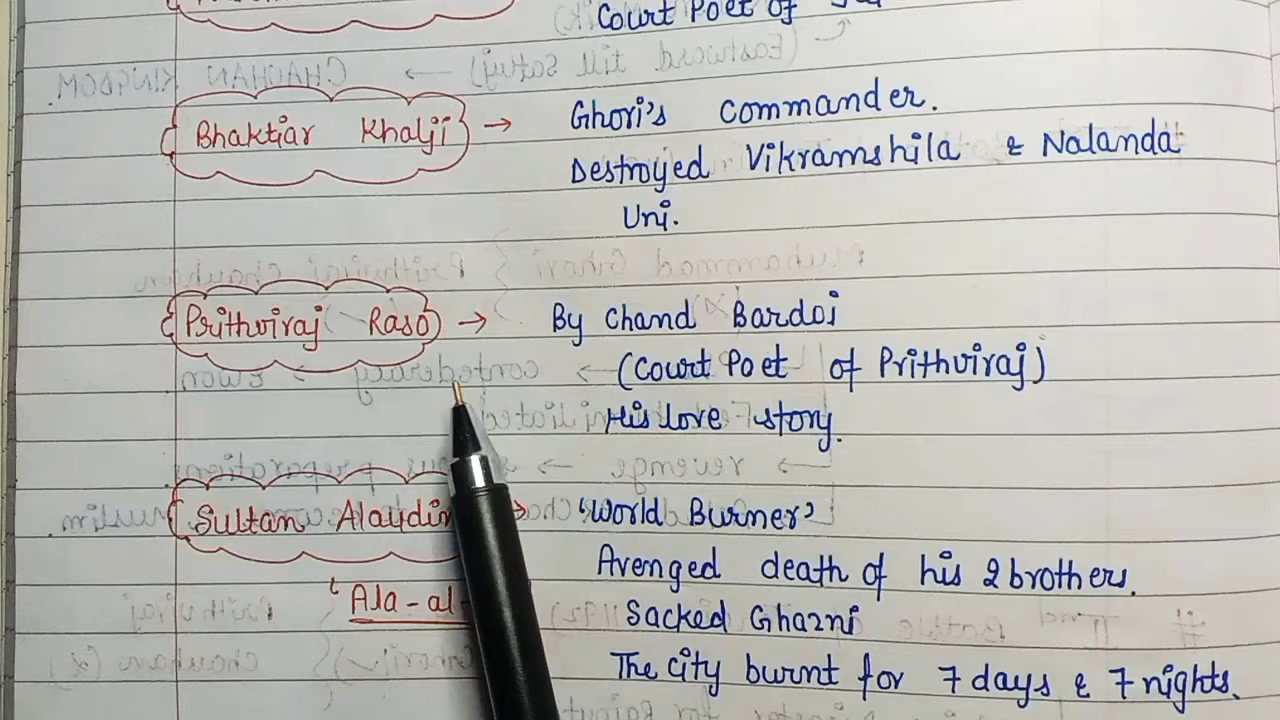 Court Poet of
Bhaktiar Khalji → Ghori's Commander.
Destroyed Vikramshila & Nalanda
Uni.
Prithviraj Raso → By Chand Bardoi
(Court Poet of Prithviraj)
His love story.
Sultan Alaudin → 'World Burner'
Avenged death of his 2 brothers.
'Ala-al- Sacked Ghazni
The city burnt for 7 days & 7 nights.